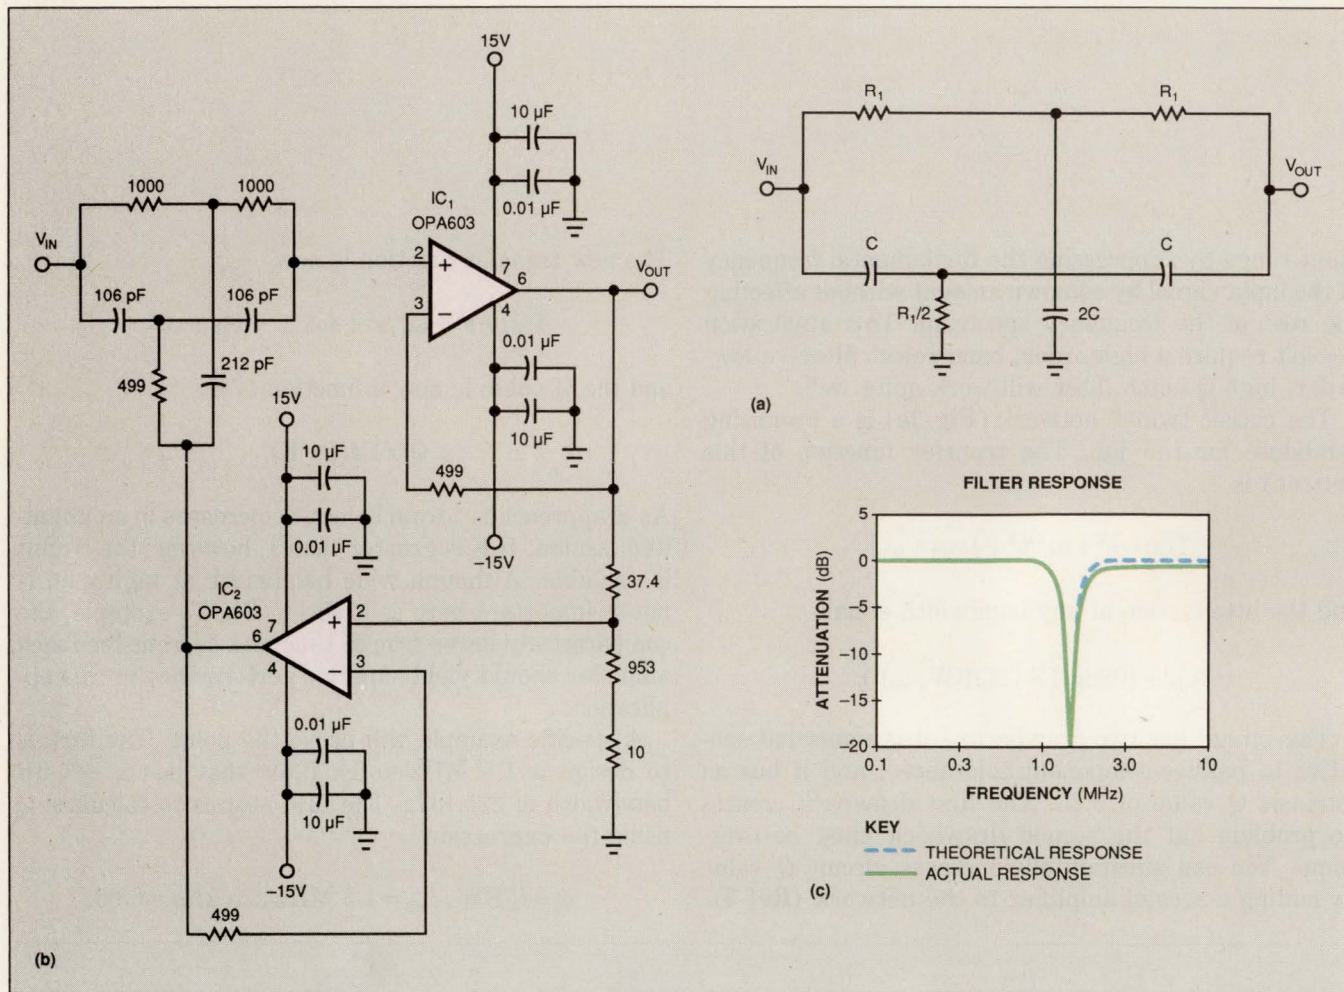 15V
10 µF
0.01 µF
IC1
OPA603
1000
1000
VIN
106 pF
106 pF
212 pF
499
2
+
3
−
7
6
4
VOUT
0.01 µF
10 µF
499
−15V
15V
10 µF
0.01 µF
IC2
OPA603
7
6
4
2
+
3
−
37.4
953
10
0.01 µF
10 µF
−15V
499
(b)
R1
R1
VIN
VOUT
C
C
R1/2
2C
(a)
FILTER RESPONSE
ATTENUATION (dB)
5
0
−5
−10
−15
−20
0.1
0.3
1.0
3.0
10
FREQUENCY (MHz)
KEY
THEORETICAL RESPONSE
ACTUAL RESPONSE
(c)